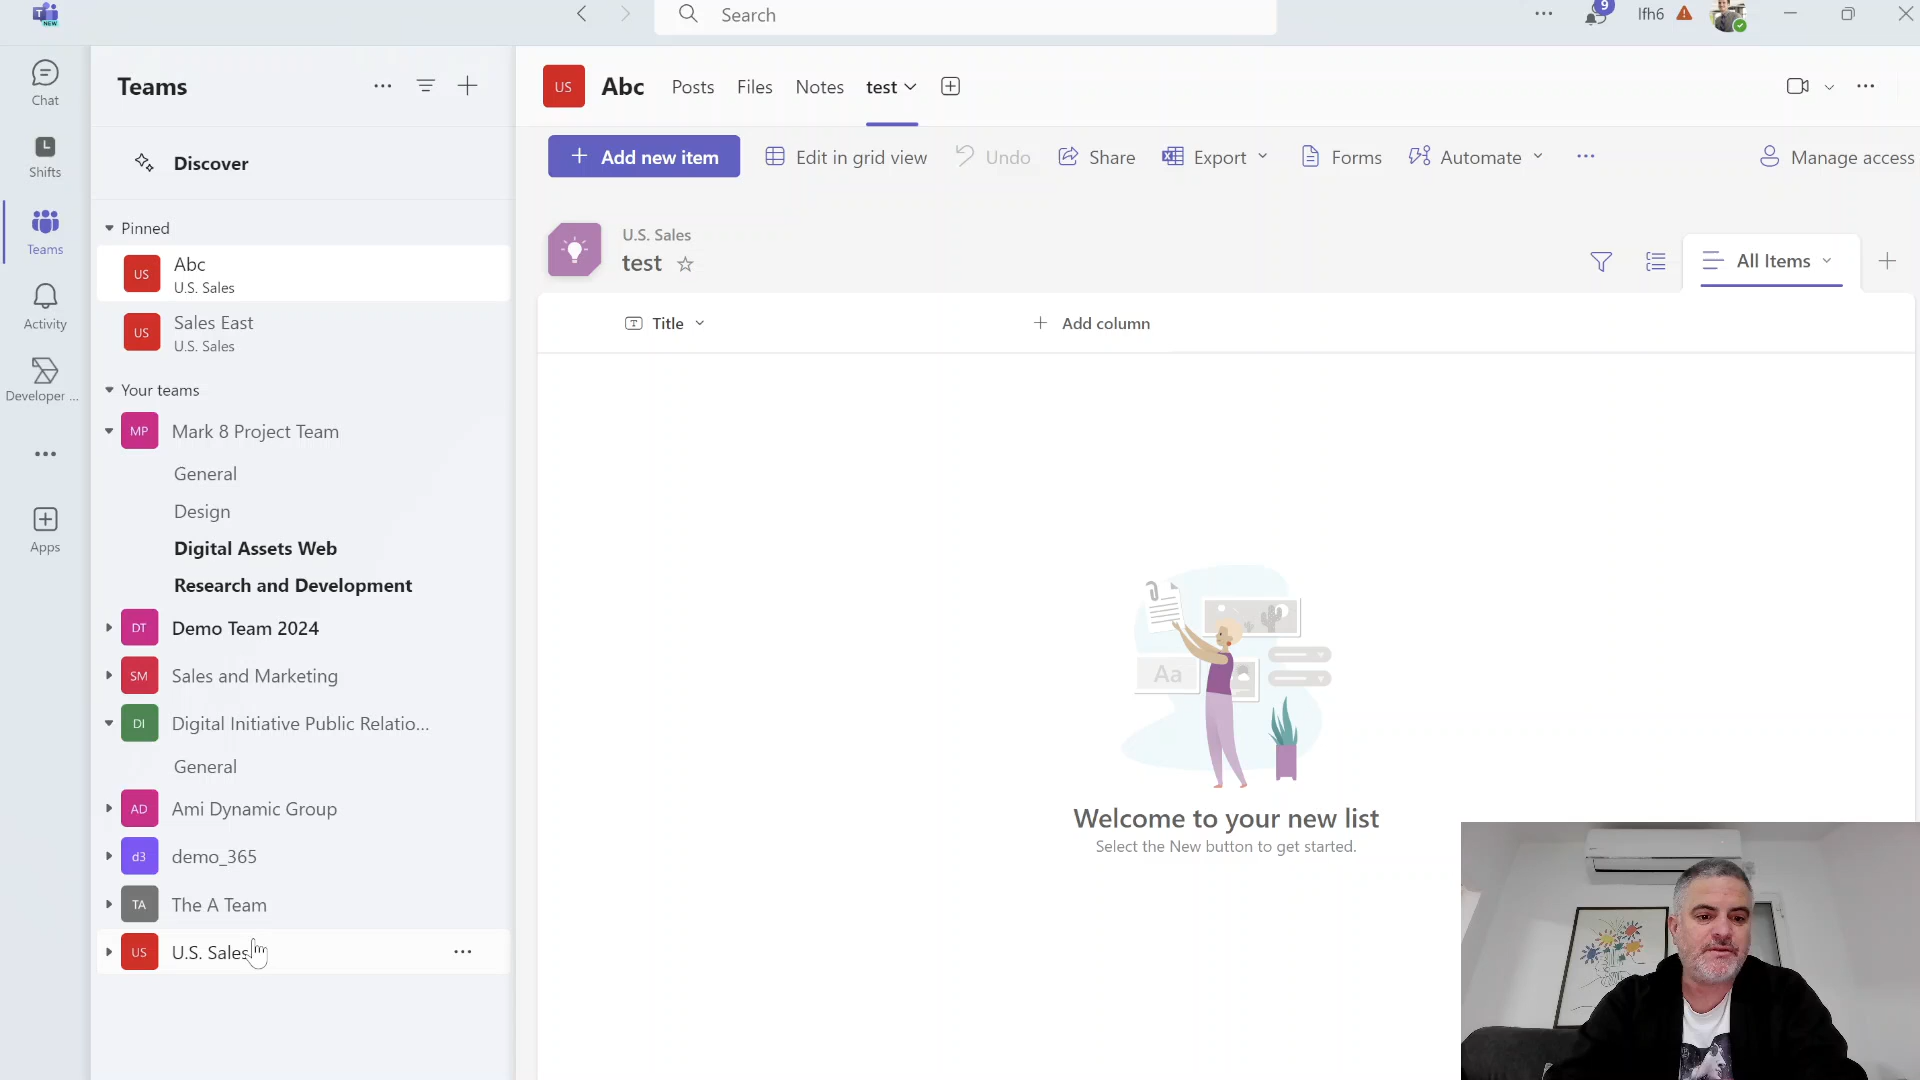 NEW
Search
9
lfh6
Chat
Shifts
Teams
Activity
Developer ...
Apps
Teams
Discover
Pinned
US
Abc
U.S. Sales
US
Sales East
U.S. Sales
Your teams
MP
Mark 8 Project Team
General
Design
Digital Assets Web
Research and Development
DT
Demo Team 2024
SM
Sales and Marketing
DI
Digital Initiative Public Relatio...
General
AD
Ami Dynamic Group
d3
demo_365
TA
The A Team
US
U.S. Sales
US
Abc
Posts
Files
Notes
test
Add new item
Edit in grid view
Undo
Share
Export
Forms
Automate
Manage access
U.S. Sales
test
All Items
Title
Add column
Aa
Welcome to your new list
Select the New button to get started.